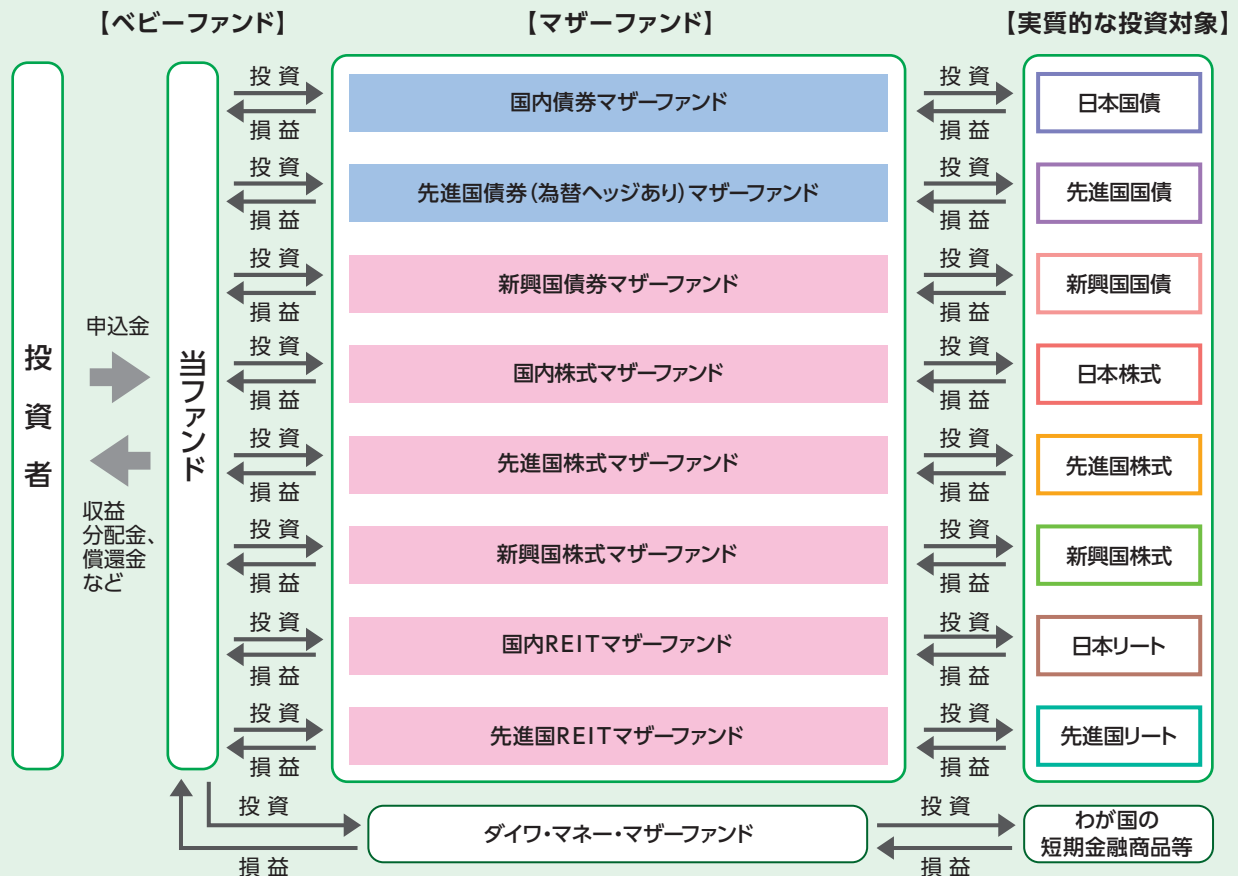 【ベビーファンド】
【マザーファンド】
【実質的な投資対象】
投資者
申込金
収益
分配金、
償還金
など
当ファンド
投資
損益
国内債券マザーファンド
投資
損益
日本国債
投資
損益
先進国債券(為替ヘッジあり)マザーファンド
投資
損益
先進国国債
投資
損益
新興国債券マザーファンド
投資
損益
新興国国債
投資
損益
国内株式マザーファンド
投資
損益
日本株式
投資
損益
先進国株式マザーファンド
投資
損益
先進国株式
投資
損益
新興国株式マザーファンド
投資
損益
新興国株式
投資
損益
国内REITマザーファンド
投資
損益
日本リート
投資
損益
先進国REITマザーファンド
投資
損益
先進国リート
投資
損益
ダイワ・マネー・マザーファンド
投資
損益
わが国の
短期金融商品等